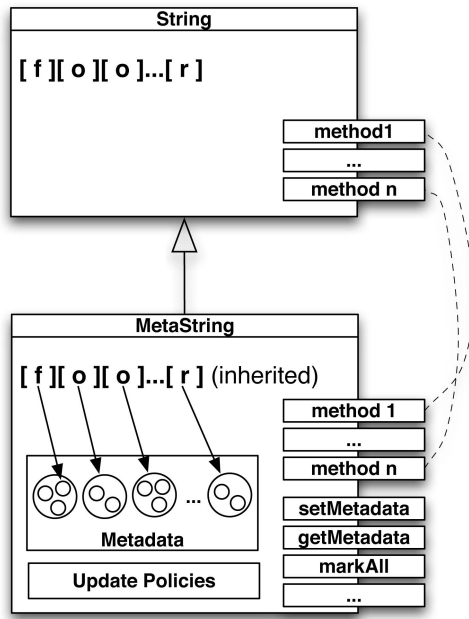 String
[ f ][ o ][ o ]...[ r ]
method1
...
method n
MetaString
[ f ][ o ][ o ]...[ r ] (inherited)
method 1
...
method n
...
Metadata
setMetadata
getMetadata
markAll
...
Update Policies